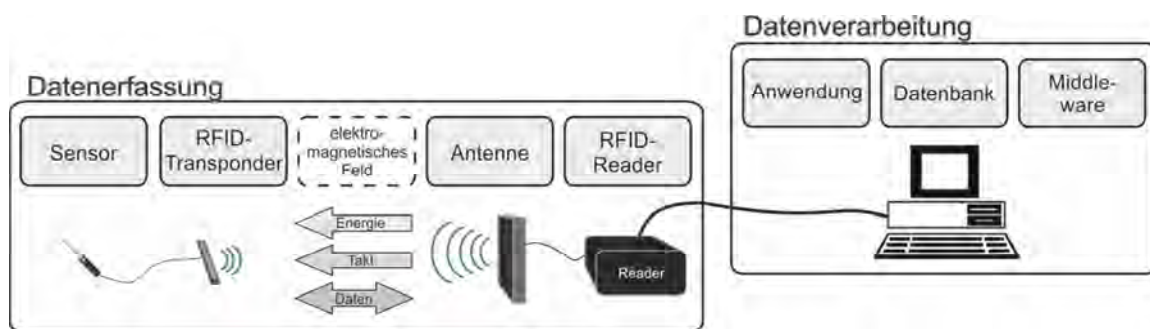 Datenverarbeitung
Anwendung
Datenbank
Middle-
ware
Datenerfassung
Sensor
RFID-
Transponder
elektro-
magnetisches
Feld
Antenne
RFID-
Reader
Energie
Takt
Daten
Reader